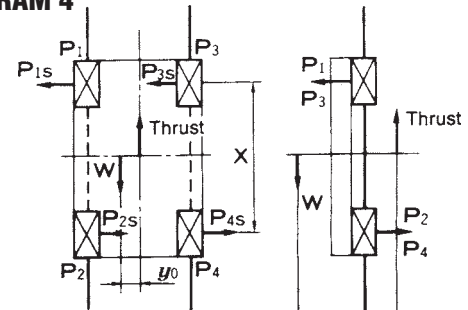 RAM 4
P1 P3
P1s P3s
Thrust
W X
P2s P4s
P2 y0 P4
P1
P3
Thrust
W
P2
P4